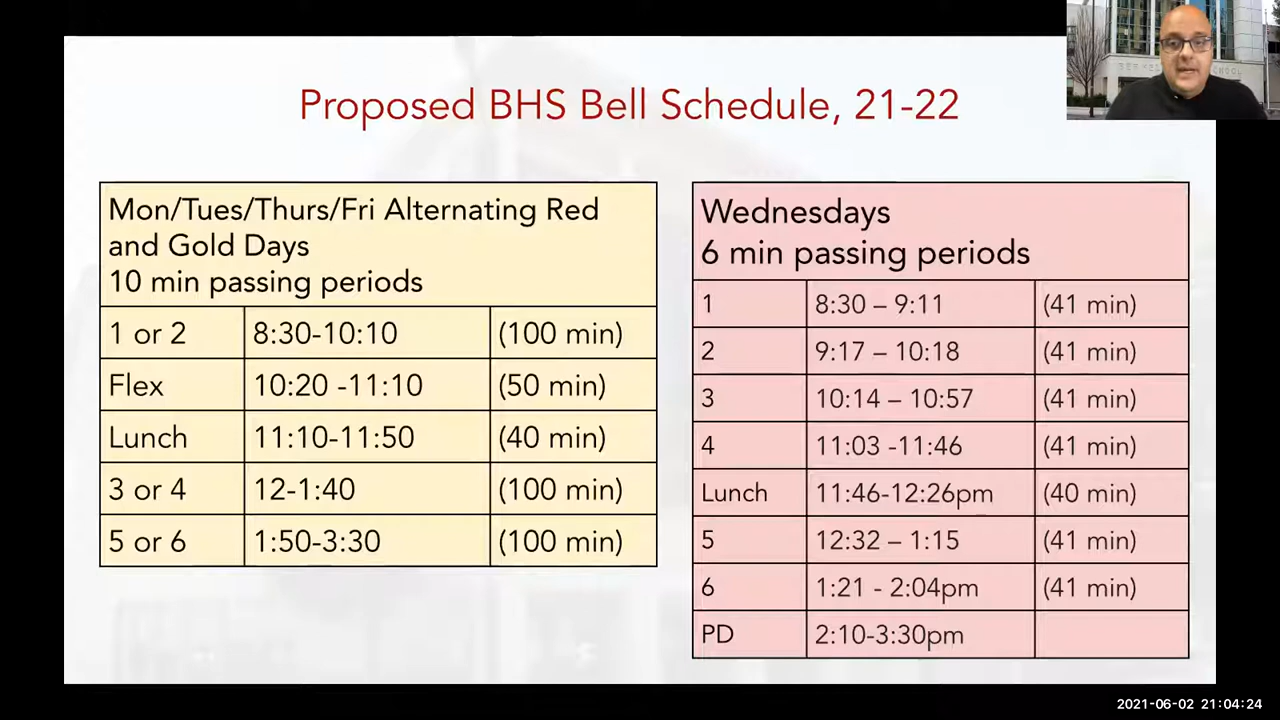 Proposed BHS Bell Schedule, 21-22
Mon/Tues/Thurs/Fri Alternating Red
and Gold Days
10 min passing periods
1 or 2 8:30-10:10 (100 min)
Flex 10:20 -11:10 (50 min)
Lunch 11:10-11:50 (40 min)
3 or 4 12-1:40 (100 min)
5 or 6 1:50-3:30 (100 min)
Wednesdays
6 min passing periods
1 8:30 – 9:11 (41 min)
2 9:17 – 10:18 (41 min)
3 10:14 – 10:57 (41 min)
4 11:03 -11:46 (41 min)
Lunch 11:46-12:26pm (40 min)
5 12:32 – 1:15 (41 min)
6 1:21 - 2:04pm (41 min)
PD 2:10-3:30pm
2021-06-02 21:04:24